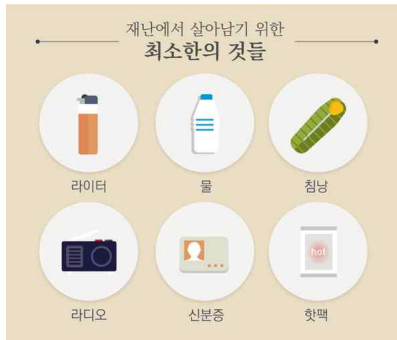 재난에서 살아남기 위한
최소한의 것들
라이터 물 침낭
hot
라디오 신분증 핫팩